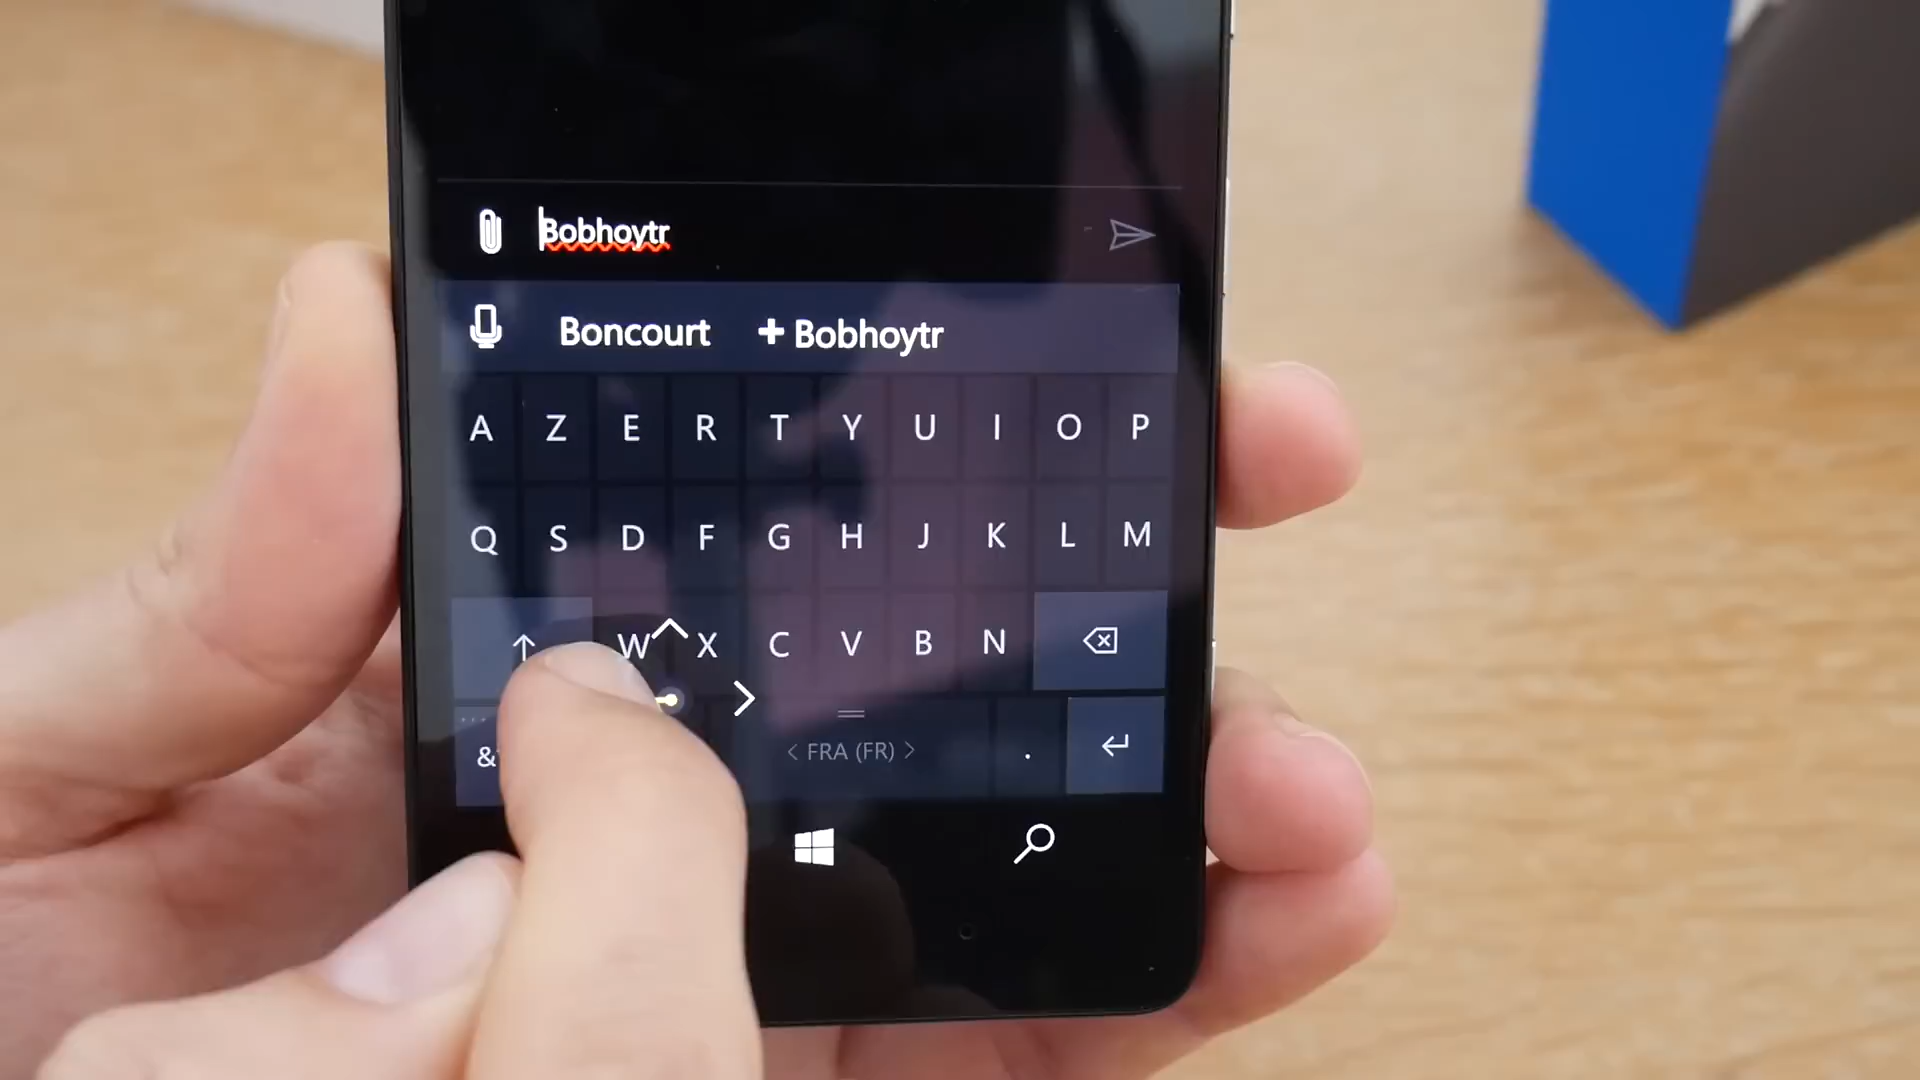 Bobhoytr
Boncourt + Bobhoytr
A Z E R T Y U I O P
Q S D F G H J K L M
W X C V B N
& < FRA (FR) > .